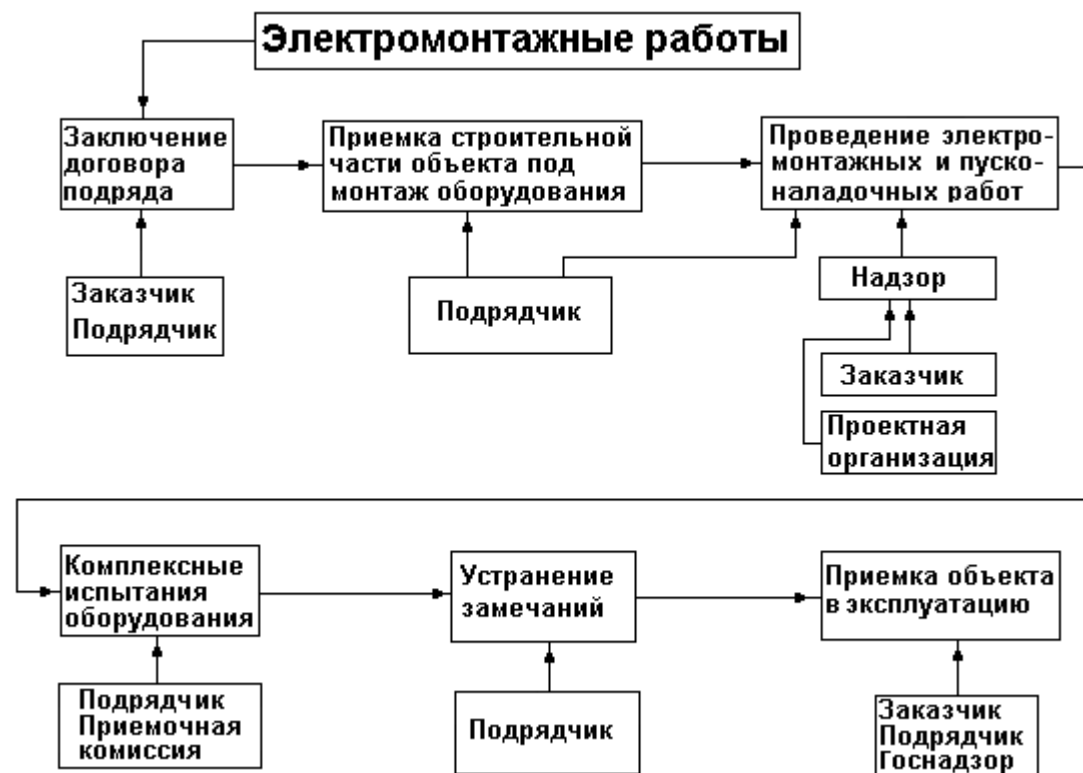 Электромонтажные работы
Заключение
договора
подряда
Приемка строительной
части объекта под
монтаж оборудования
Проведение электро-
монтажных и пуско-
наладочных работ
Заказчик
Подрядчик
Подрядчик
Надзор
Заказчик
Проектная
организация
Комплексные
испытания
оборудования
Устранение
замечаний
Приемка объекта
в эксплуатацию
Подрядчик
Приемочная
комиссия
Подрядчик
Заказчик
Подрядчик
Госнадзор